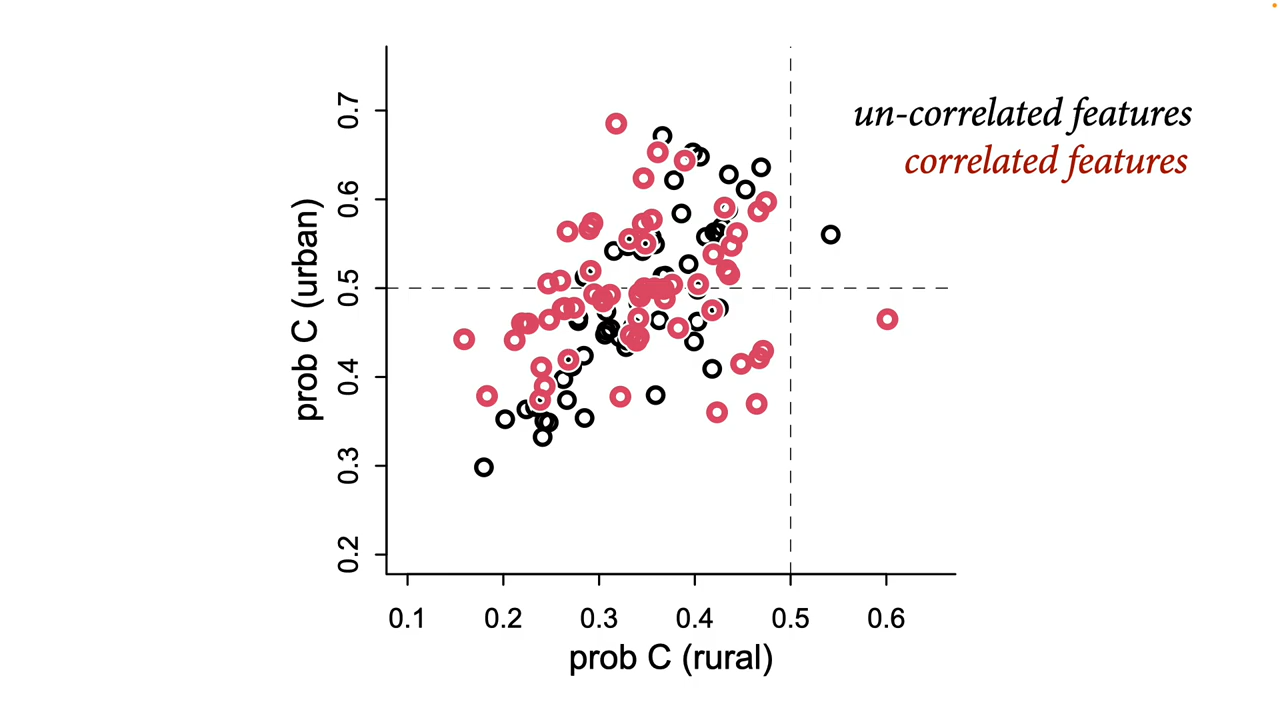 un-correlated features
correlated features
prob C (urban)
0.7
0.6
0.5
0.4
0.3
0.2
0.1 0.2 0.3 0.4 0.5 0.6
prob C (rural)